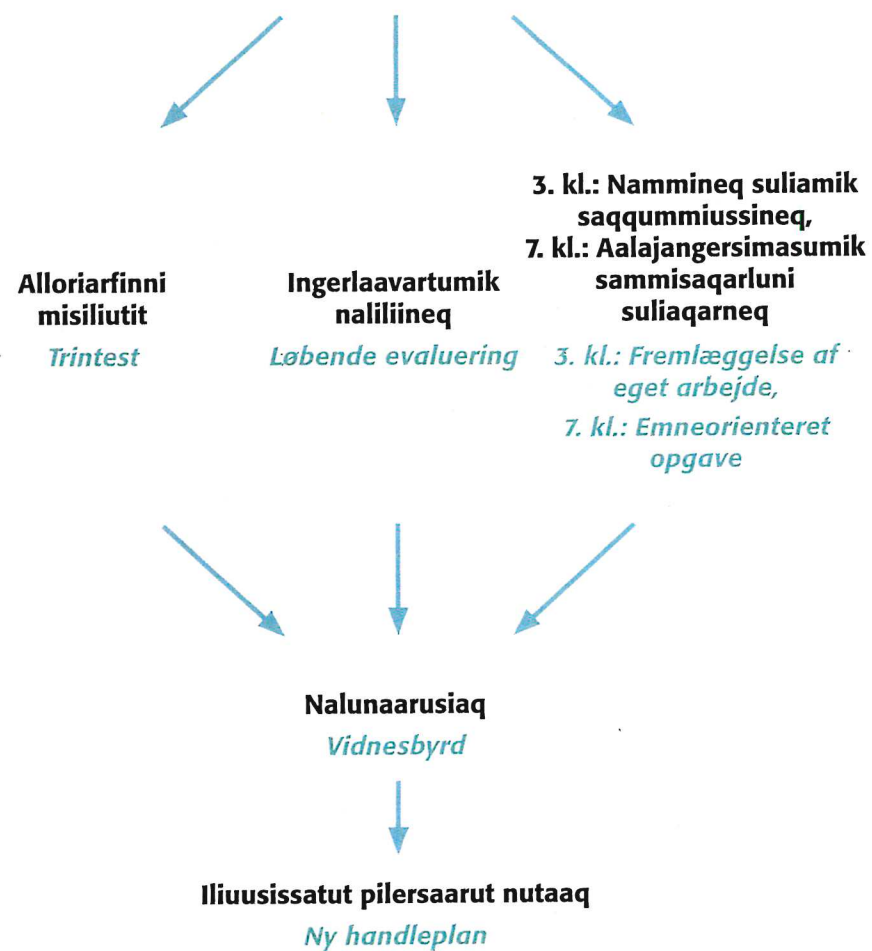 Alloriarfinni
misiliutit
Trintest
Ingerlaavartumik
naliliineq
Løbende evaluering
3. kl.: Nammineq suliamik
saqqummiussineq,
7. kl.: Aalajangersimasumik
sammisaqarluni
suliaqarneq
3. kl.: Fremlæggelse af
eget arbejde,
7. kl.: Emneorienteret
opgave
Nalunaarusiaq
Vidnesbyrd
Iliuusissatut pilersaarut nutaaq
Ny handleplan